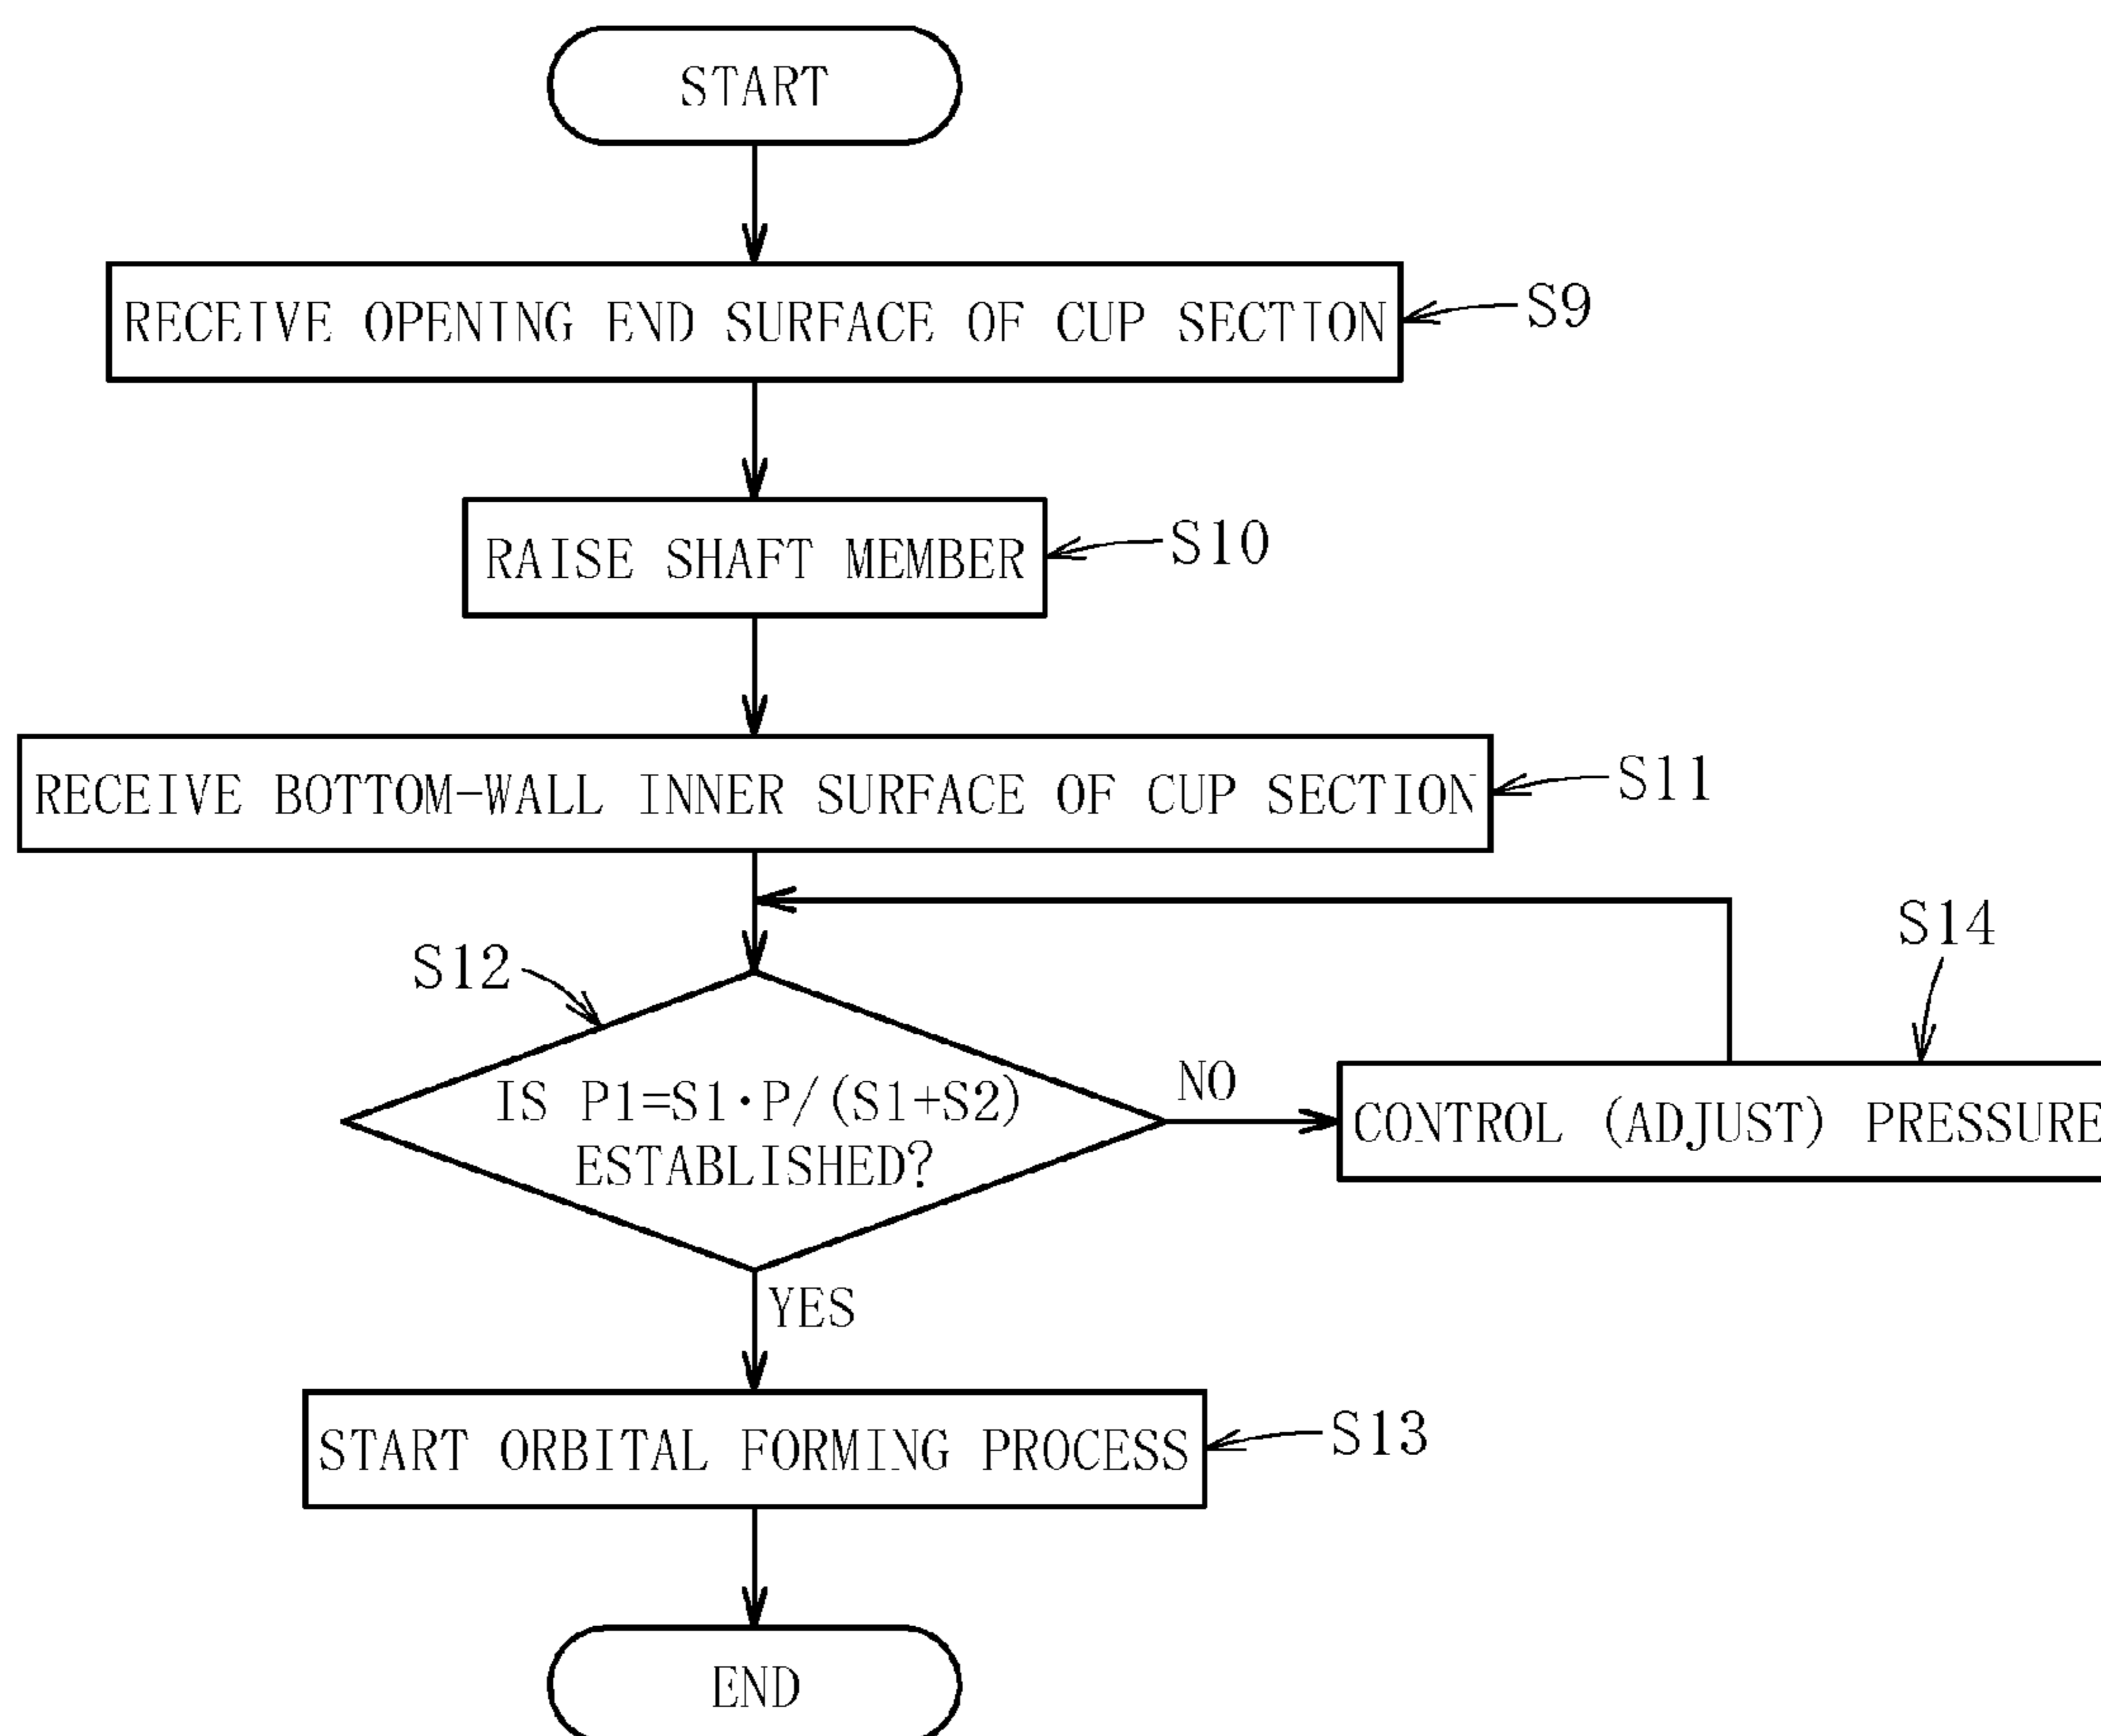 START
RECEIVE OPENING END SURFACE OF CUP SECTION
S9
RAISE SHAFT MEMBER
S10
RECEIVE BOTTOM-WALL INNER SURFACE OF CUP SECTION
S11
S12
IS P1=S1·P/(S1+S2)
ESTABLISHED?
NO
S14
CONTROL (ADJUST) PRESSURE
YES
START ORBITAL FORMING PROCESS
S13
END